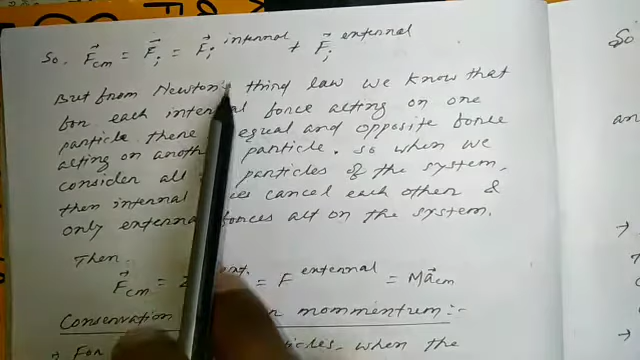 So. F⃗cm = F⃗i = F⃗i internal + F⃗i external
But from Newton's third law we know that
for each internal force acting on one
particle there equal and opposite force
acting on particle. so when we
consider all particles of the system,
then internal cancel each other &
only external forces act on the system.
Then
F⃗cm = = F external = Ma⃗cm
Conservation mommentum:-
→ For when the
So
an